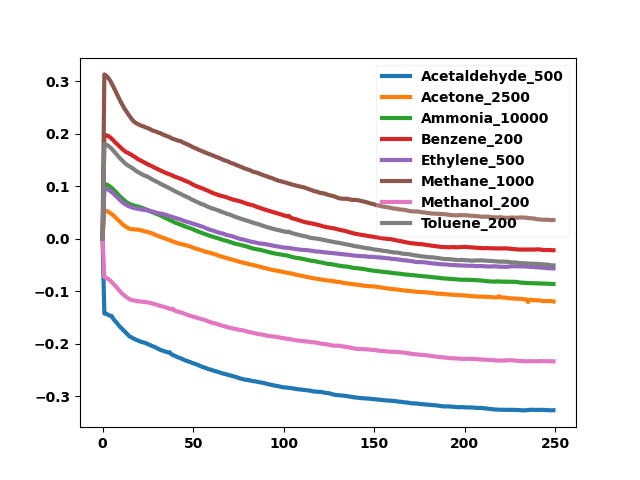 0.3
0.2
0.1
0.0
−0.1
−0.2
−0.3
0 50 100 150 200 250
Acetaldehyde_500
Acetone_2500
Ammonia_10000
Benzene_200
Ethylene_500
Methane_1000
Methanol_200
Toluene_200